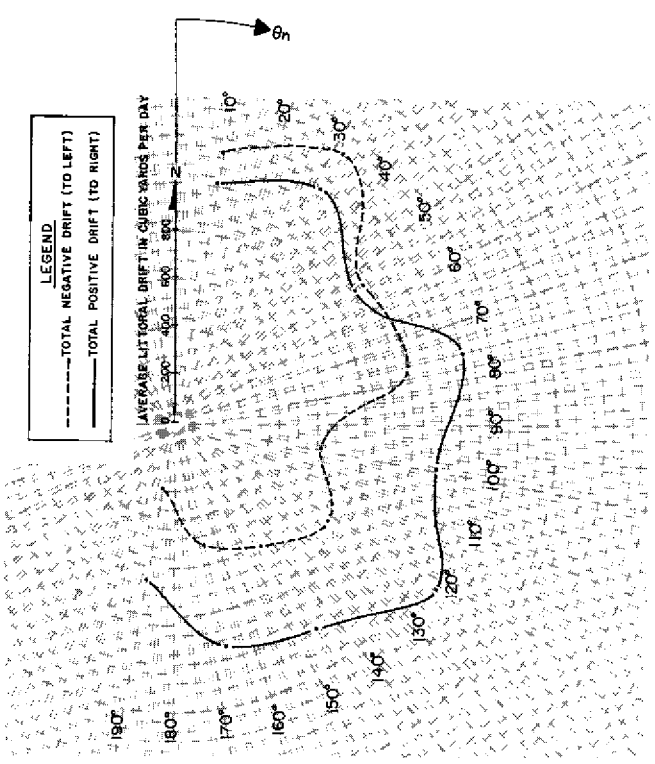 θn
LEGEND
TOTAL NEGATIVE DRIFT (TO LEFT)
TOTAL POSITIVE DRIFT (TO RIGHT)
AVERAGE LITTORAL DRIFT IN CUBIC YARDS PER DAY
0 200 400 600 800
N
10°
20°
30°
40°
50°
60°
70°
80°
90°
100°
110°
120°
130°
140°
150°
160°
170°
180°
190°